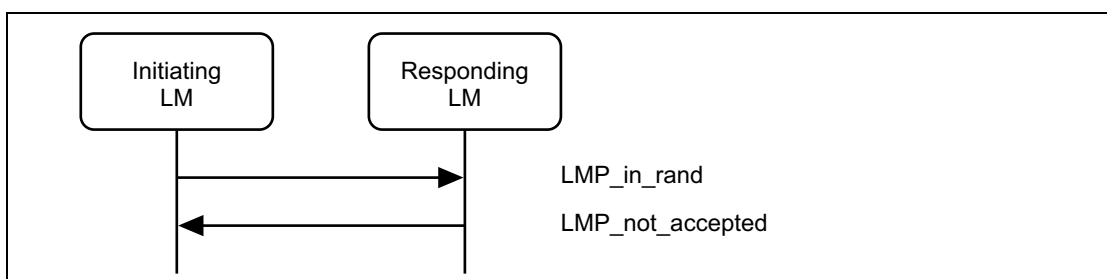 Initiating
LM
Responding
LM
LMP_in_rand
LMP_not_accepted